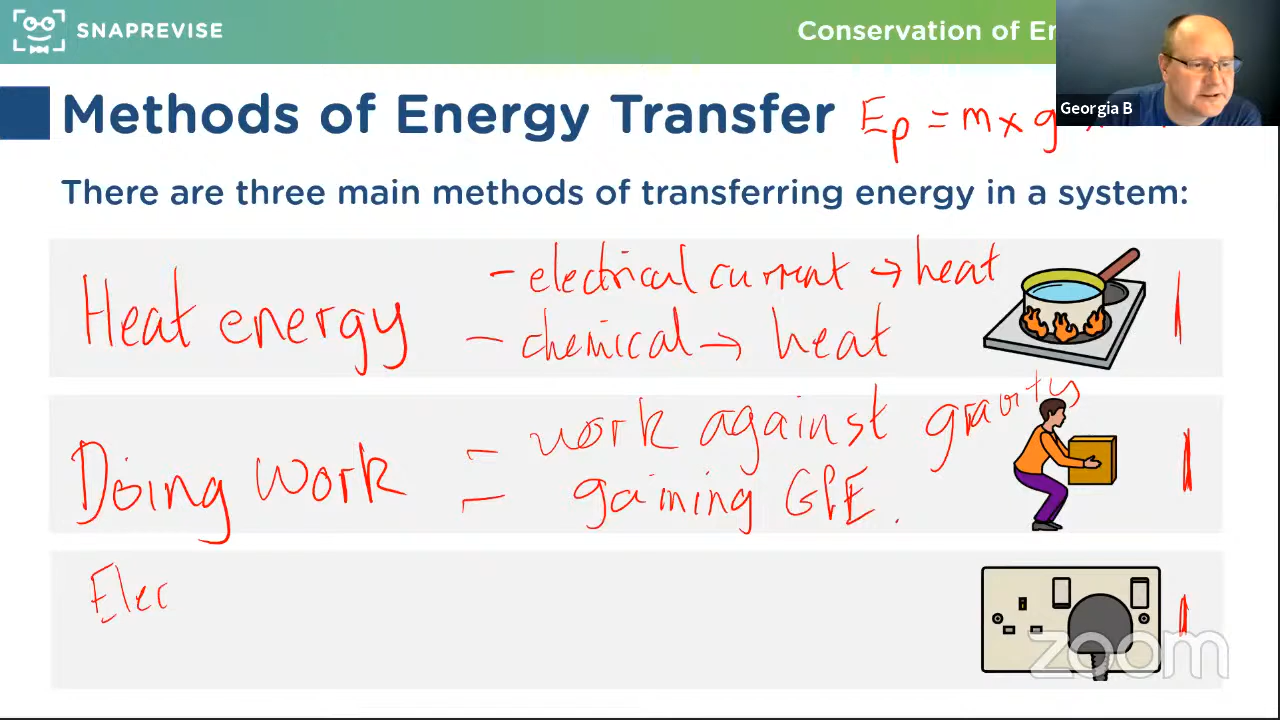 SNAPREVISE
Conservation of
Georgia B
Methods of Energy Transfer
Ep = m x g
There are three main methods of transferring energy in a system:
Heat energy
- electrical current → heat
- chemical → heat
Doing work
- work against gravity
- gaining GPE.
Elec
zoom